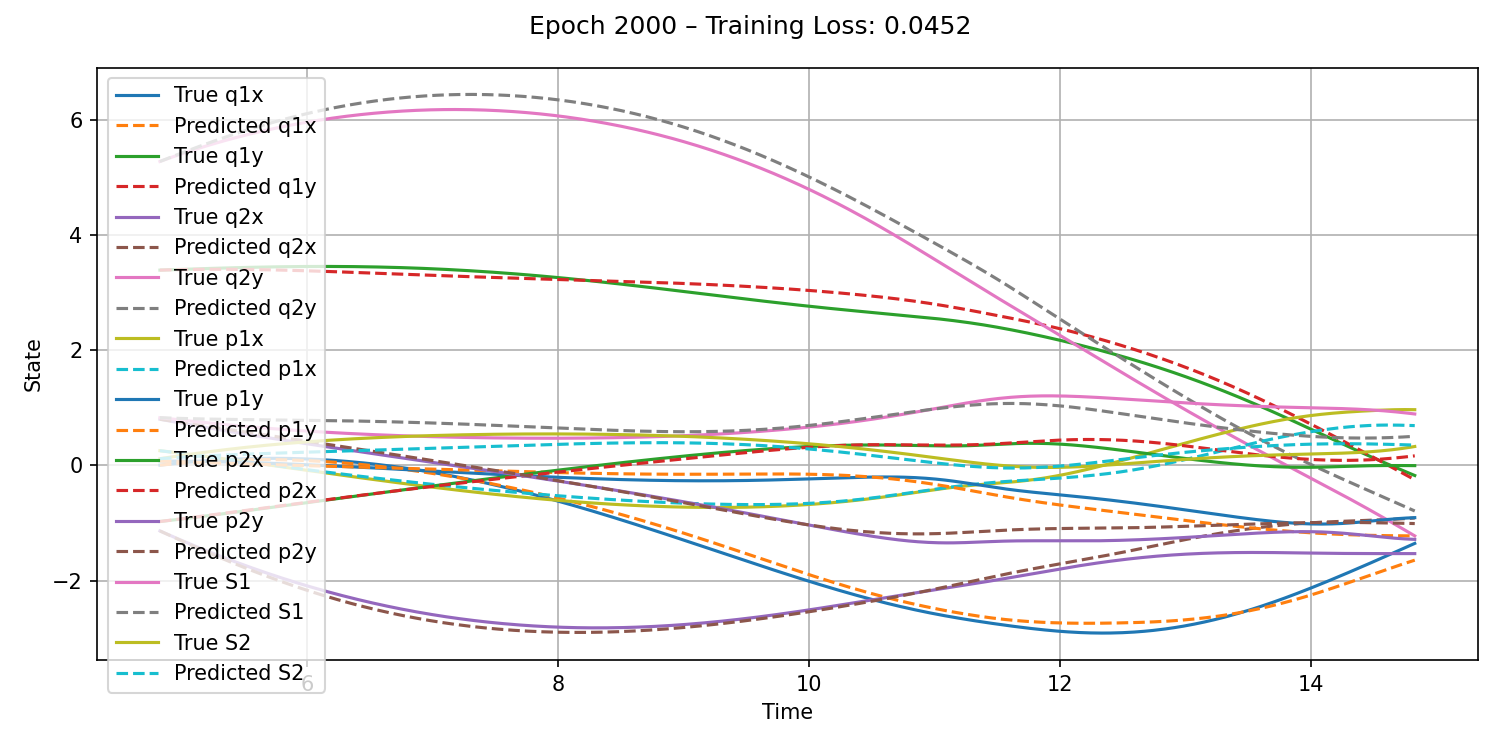 Epoch 2000 – Training Loss: 0.0452
True q1x
Predicted q1x
True q1y
Predicted q1y
True q2x
Predicted q2x
True q2y
Predicted q2y
True p1x
Predicted p1x
True p1y
Predicted p1y
True p2x
Predicted p2x
True p2y
Predicted p2y
True S1
Predicted S1
True S2
Predicted S2
6
4
2
0
−2
State
6
8
10
12
14
Time